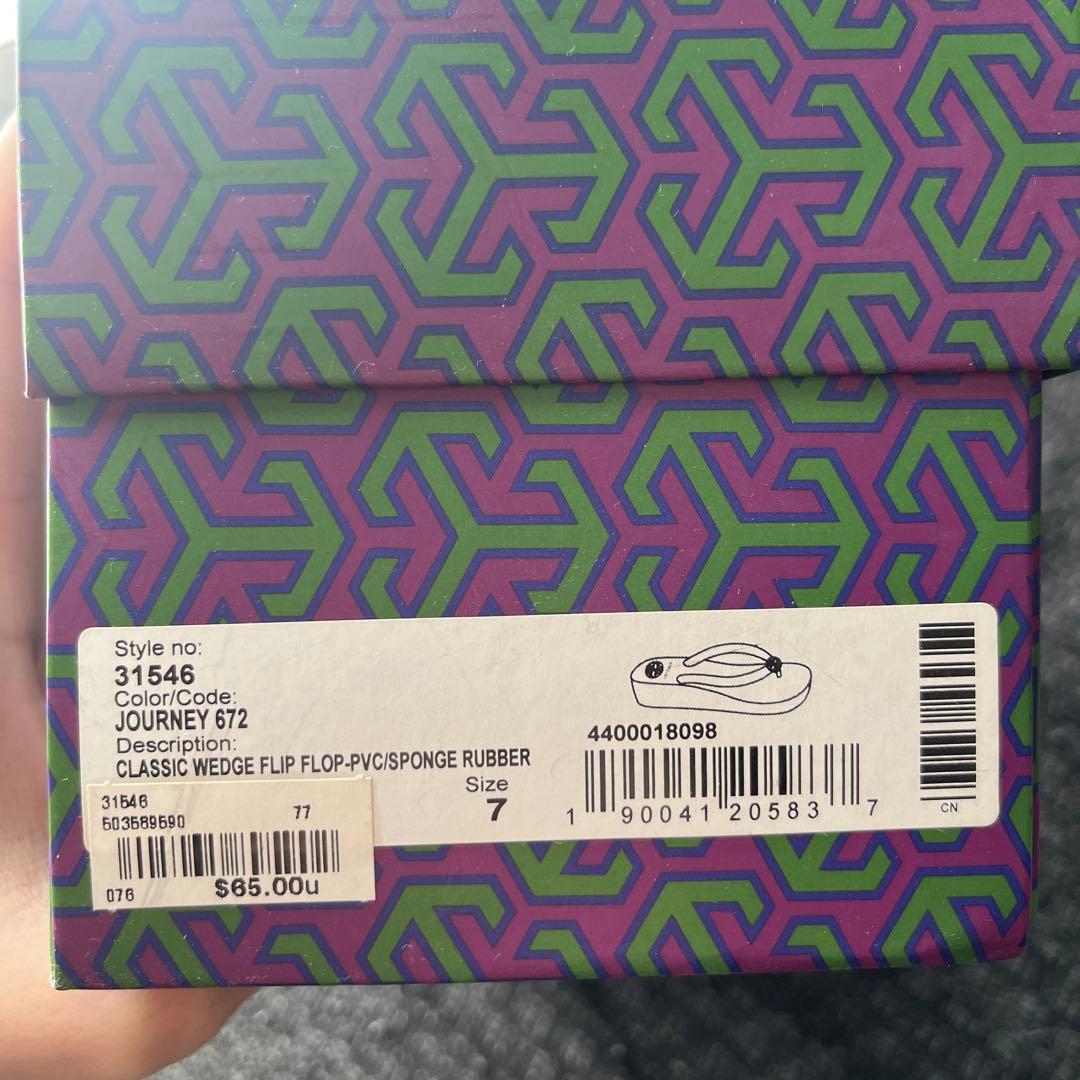 Style no:
31546
Color/Code:
JOURNEY 672
Description:
CLASSIC WEDGE FLIP FLOP-PVC/SPONGE RUBBER
Size
7
4400018098
1 90041 20583 7
CN
31546
503589590 77
076 $65.00u